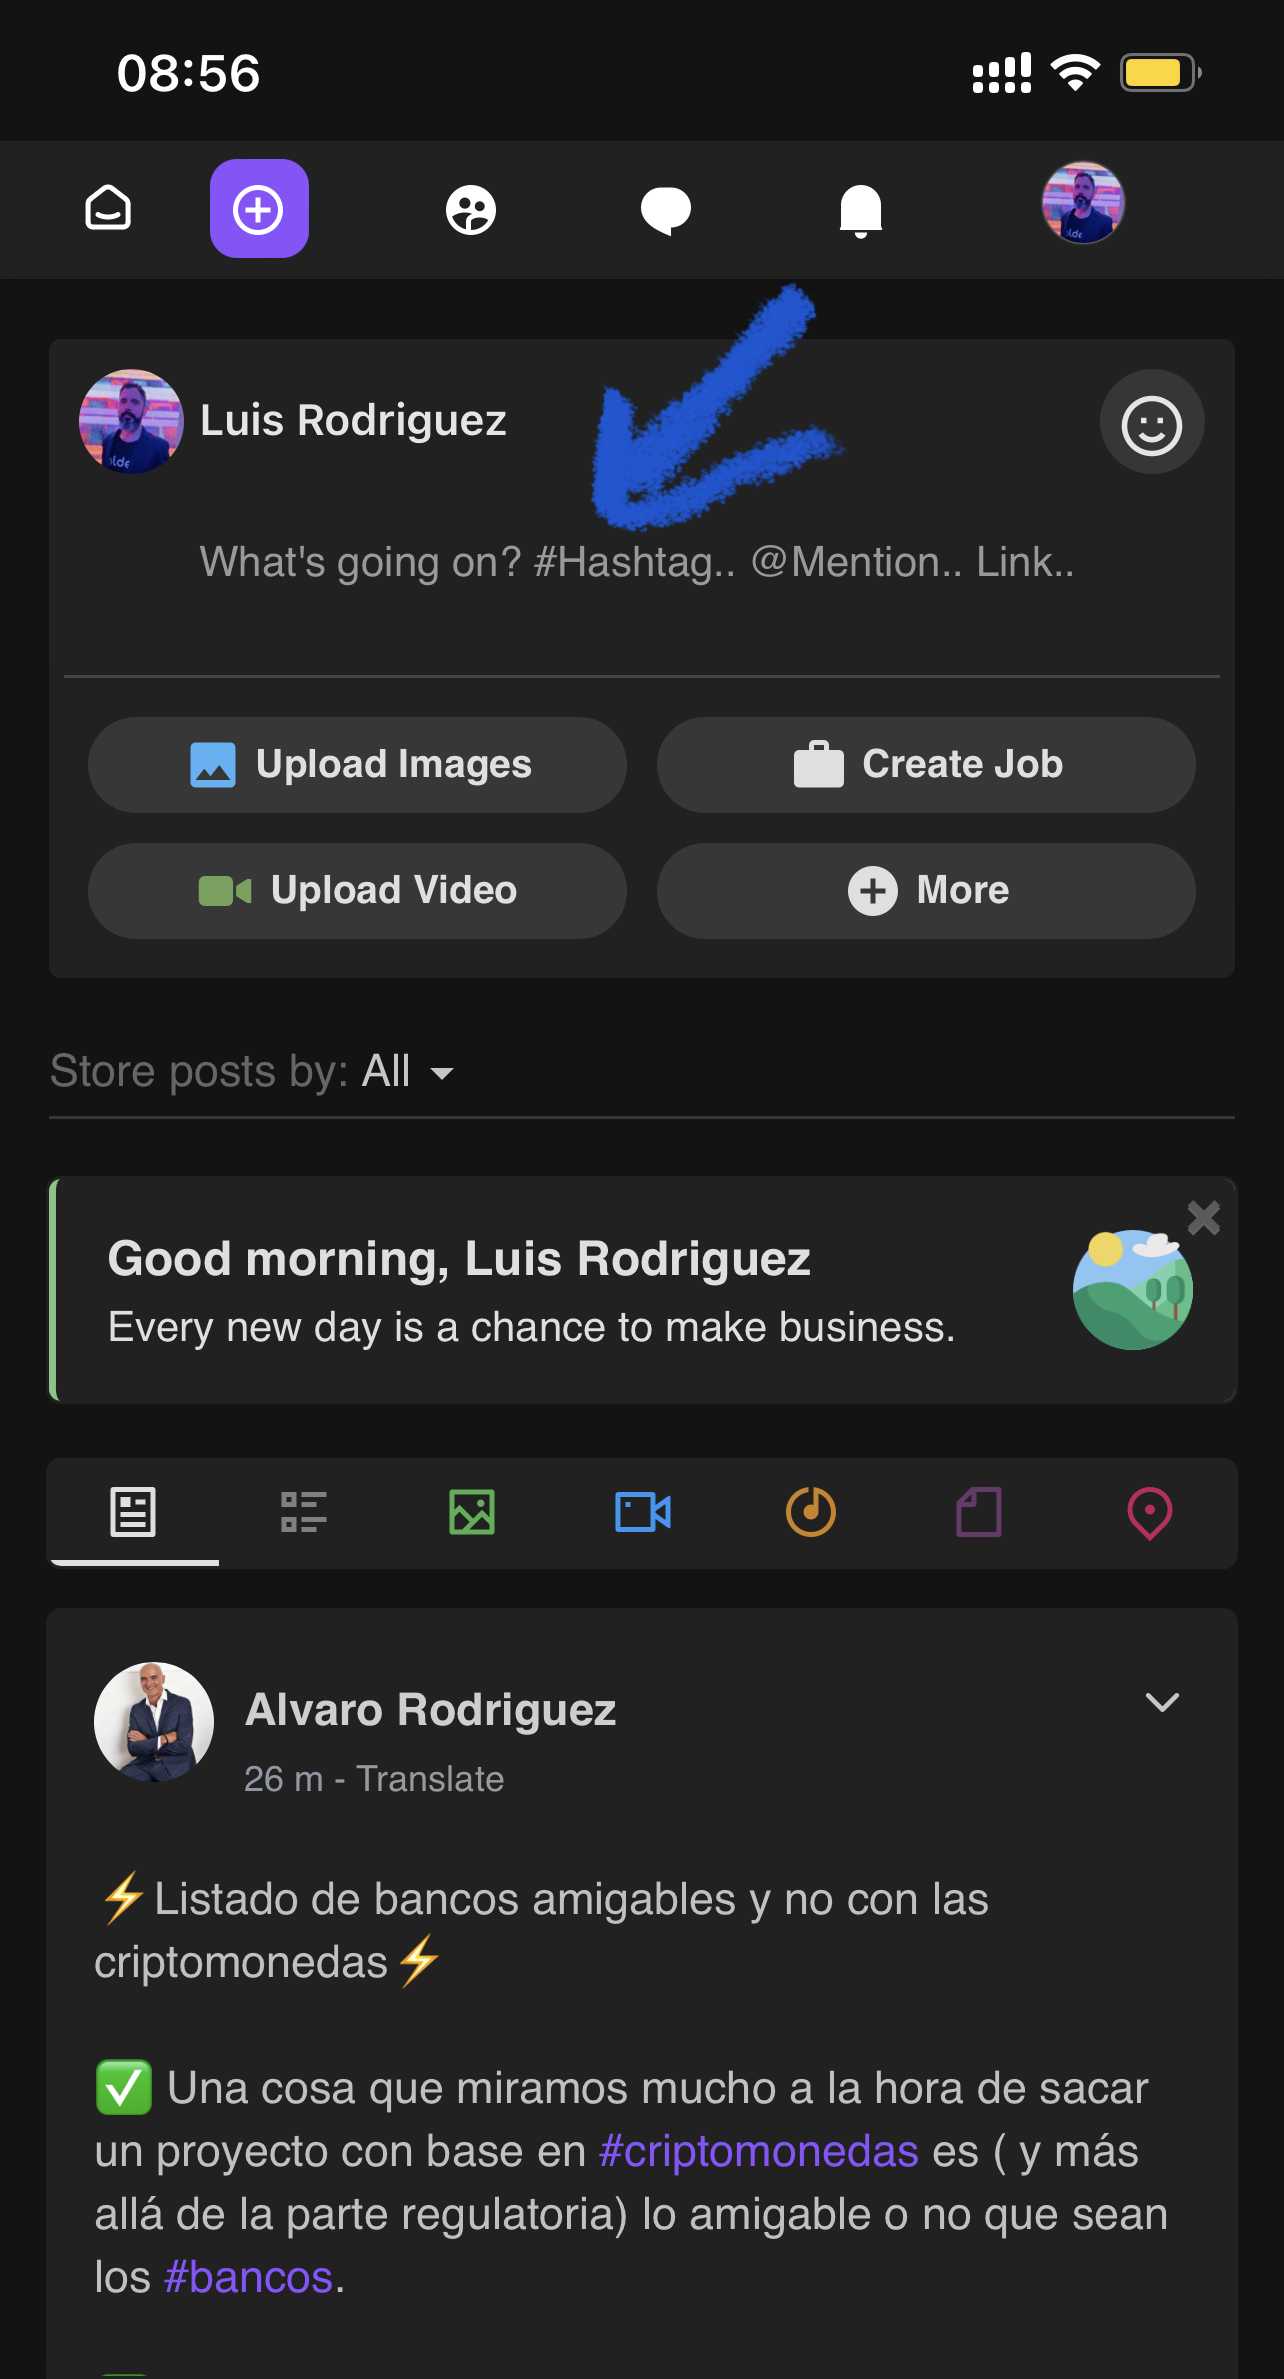 08:56
Luis Rodriguez
What's going on? #Hashtag.. @Mention.. Link..
Upload Images
Create Job
Upload Video
More
Store posts by: All
Good morning, Luis Rodriguez
Every new day is a chance to make business.
Alvaro Rodriguez
26 m - Translate
⚡Listado de bancos amigables y no con las
criptomonedas⚡
✅ Una cosa que miramos mucho a la hora de sacar
un proyecto con base en #criptomonedas es ( y más
allá de la parte regulatoria) lo amigable o no que sean
los #bancos.